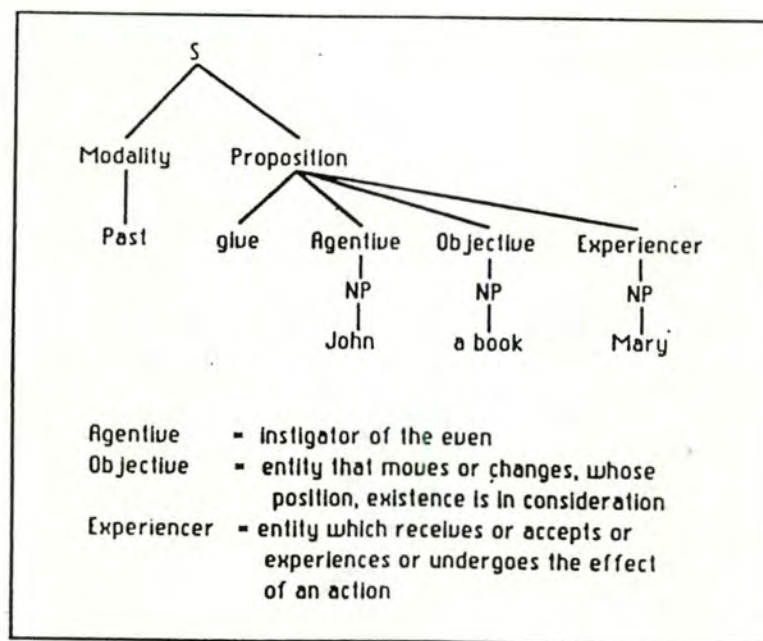 S
Modality Proposition
Past give Agentive Objective Experiencer
NP NP NP
John a book Mary
Agentive = instigator of the even
Objective = entity that moves or changes, whose
position, existence is in consideration
Experiencer = entity which receives or accepts or
experiences or undergoes the effect
of an action